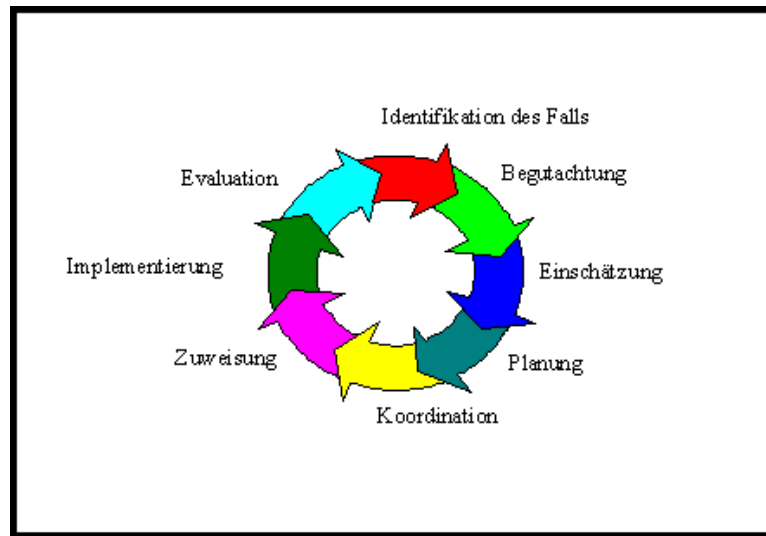 Identifikation des Falls
Begutachtung
Einschätzung
Planung
Koordination
Zuweisung
Implementierung
Evaluation